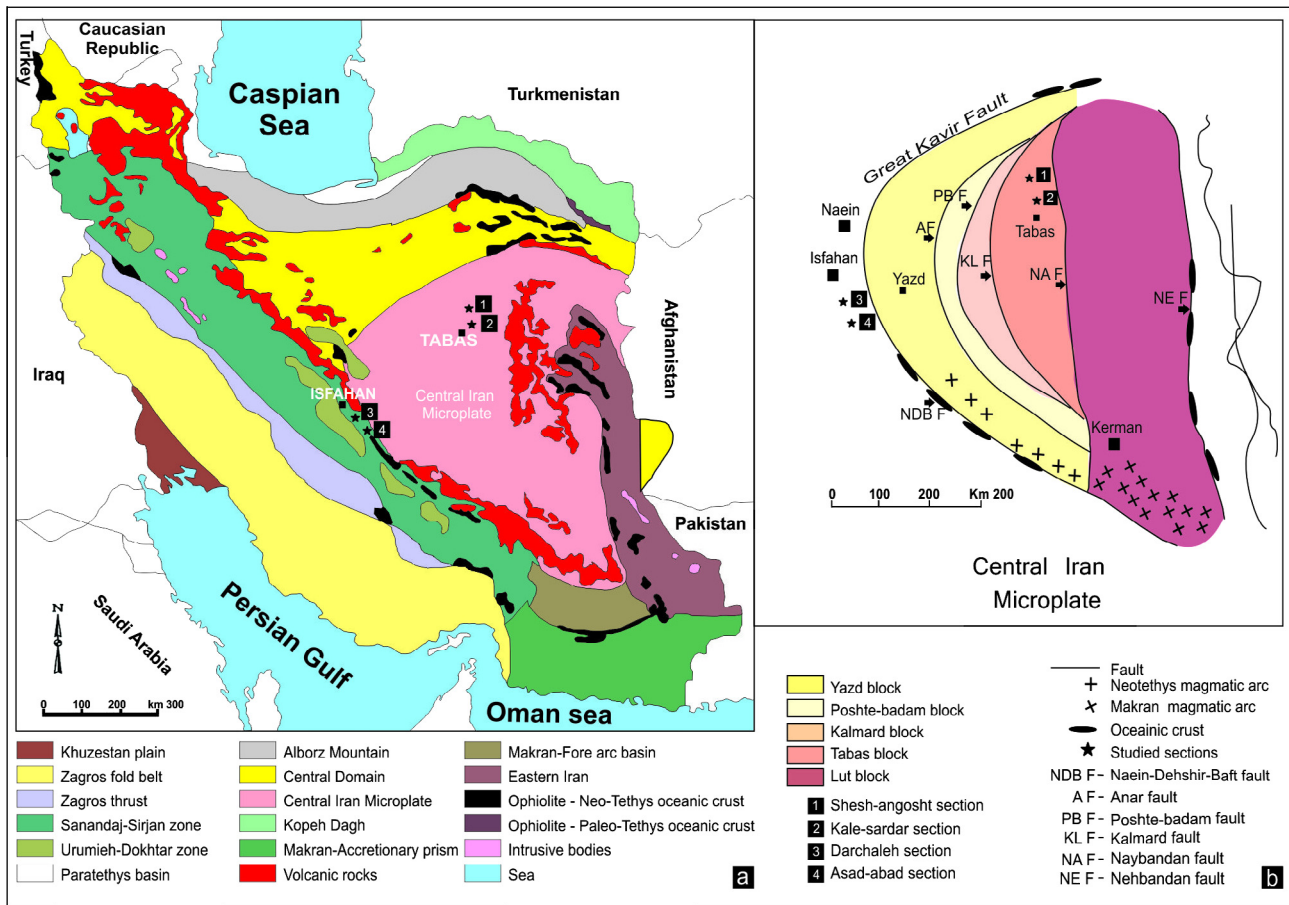 Turkey
Caucasian
Republic
Caspian
Sea
Turkmenistan
1
2
TABAS
Afghanistan
Iraq
ISFAHAN
Central Iran
Microplate
3
4
Pakistan
N
S
Saudi Arabia
Persian Gulf
0 100 200 km 300
Oman sea
Khuzestan plain
Zagros fold belt
Zagros thrust
Sanandaj-Sirjan zone
Urumieh-Dokhtar zone
Paratethys basin
Alborz Mountain
Central Domain
Central Iran Microplate
Kopeh Dagh
Makran-Accretionary prism
Volcanic rocks
Makran-Fore arc basin
Eastern Iran
Ophiolite - Neo-Tethys oceanic crust
Ophiolite - Paleo-Tethys oceanic crust
Intrusive bodies
Sea
a
Great Kavir Fault
1
PB F
2
Naein
Tabas
AF
Isfahan
KL F
NA F
Yazd
NE F
3
4
NDB F
Kerman
0 100 200 Km 200
Central Iran
Microplate
Yazd block
Poshte-badam block
Kalmard block
Tabas block
Lut block
1 Shesh-angosht section
2 Kale-sardar section
3 Darchaleh section
4 Asad-abad section
Fault
Neotethys magmatic arc
Makran magmatic arc
Oceinic crust
Studied sections
NDB F - Naein-Dehshir-Baft fault
A F - Anar fault
PB F - Poshte-badam fault
KL F - Kalmard fault
NA F - Naybandan fault
NE F - Nehbandan fault
b